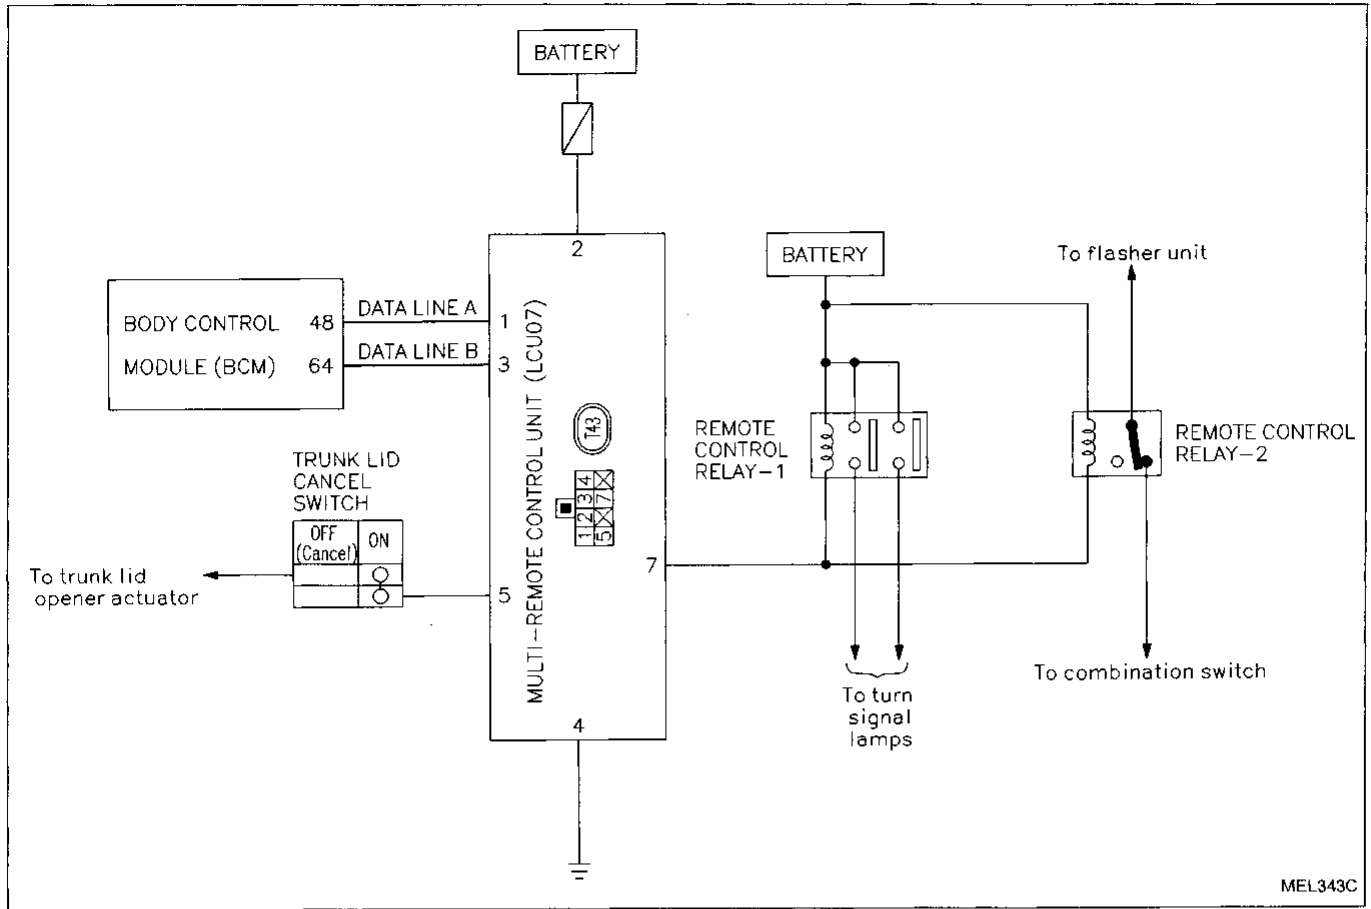 BATTERY
2
BODY CONTROL 48
MODULE (BCM) 64
DATA LINE A
DATA LINE B
1
3
MULTI-REMOTE CONTROL UNIT (LCU07)
T43
1 2 3 4
5 7
BATTERY
To flasher unit
REMOTE
CONTROL
RELAY-1
REMOTE CONTROL
RELAY-2
TRUNK LID
CANCEL
SWITCH
OFF
(Cancel)
ON
To trunk lid
opener actuator
5
7
4
To turn
signal
lamps
To combination switch
MEL343C